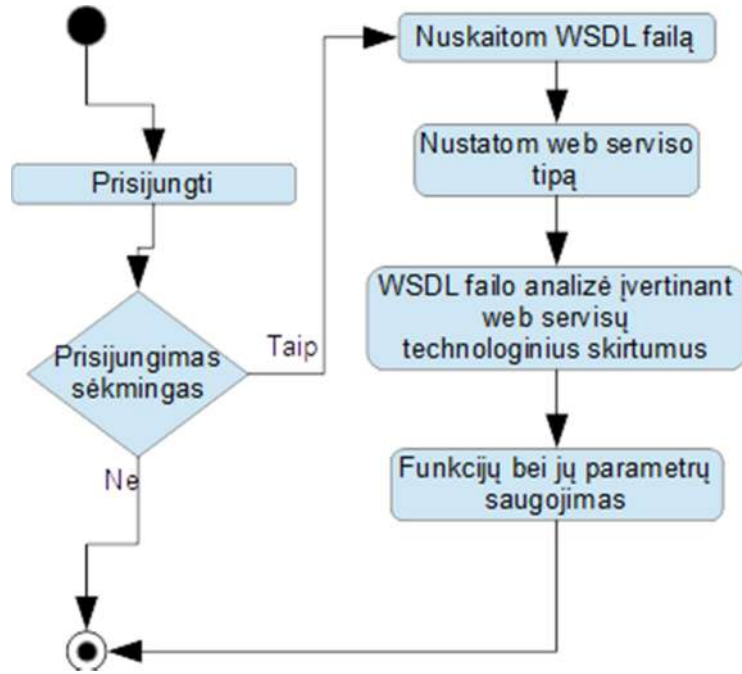 Prisijungti
Prisijungimas
sėkmingas
Taip
Ne
Nuskaitom WSDL failą
Nustatom web serviso
tipą
WSDL failo analizė įvertinant
web servisų
technologinius skirtumus
Funkcijų bei jų parametrų
saugojimas